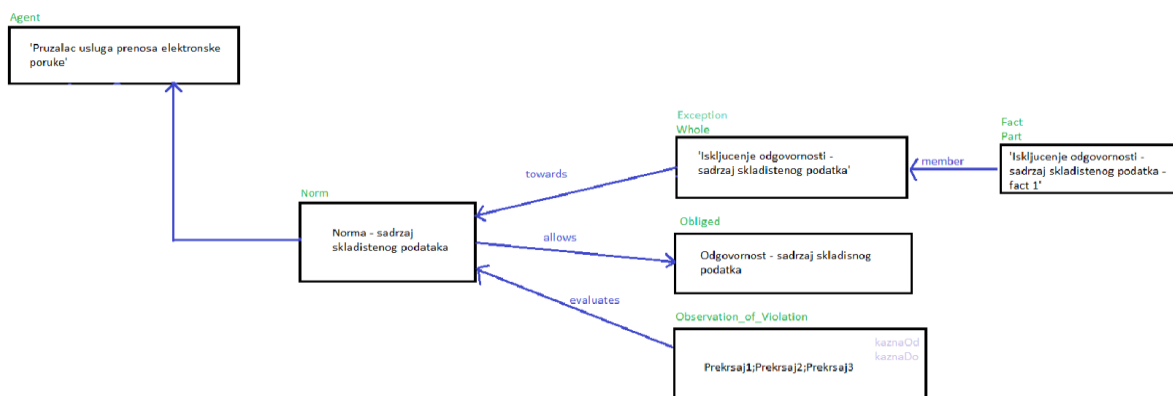 Agent
'Pruzalac usluga prenosa elektronske
poruke'
Exception
Whole
'Iskljucenje odgovornosti -
sadrzaj skladistenog podatka'
Fact
Part
'Iskljucenje odgovornosti -
sadrzaj skladistenog podatka -
fact 1'
member
towards
Norm
Norma - sadrzaj
skladistenog podataka
allows
Obliged
Odgovornost - sadrzaj skladisnog
podatka
evaluates
Observation_of_Violation
kaznaOd
kaznaDo
Prekrsaj1;Prekrsaj2;Prekrsaj3